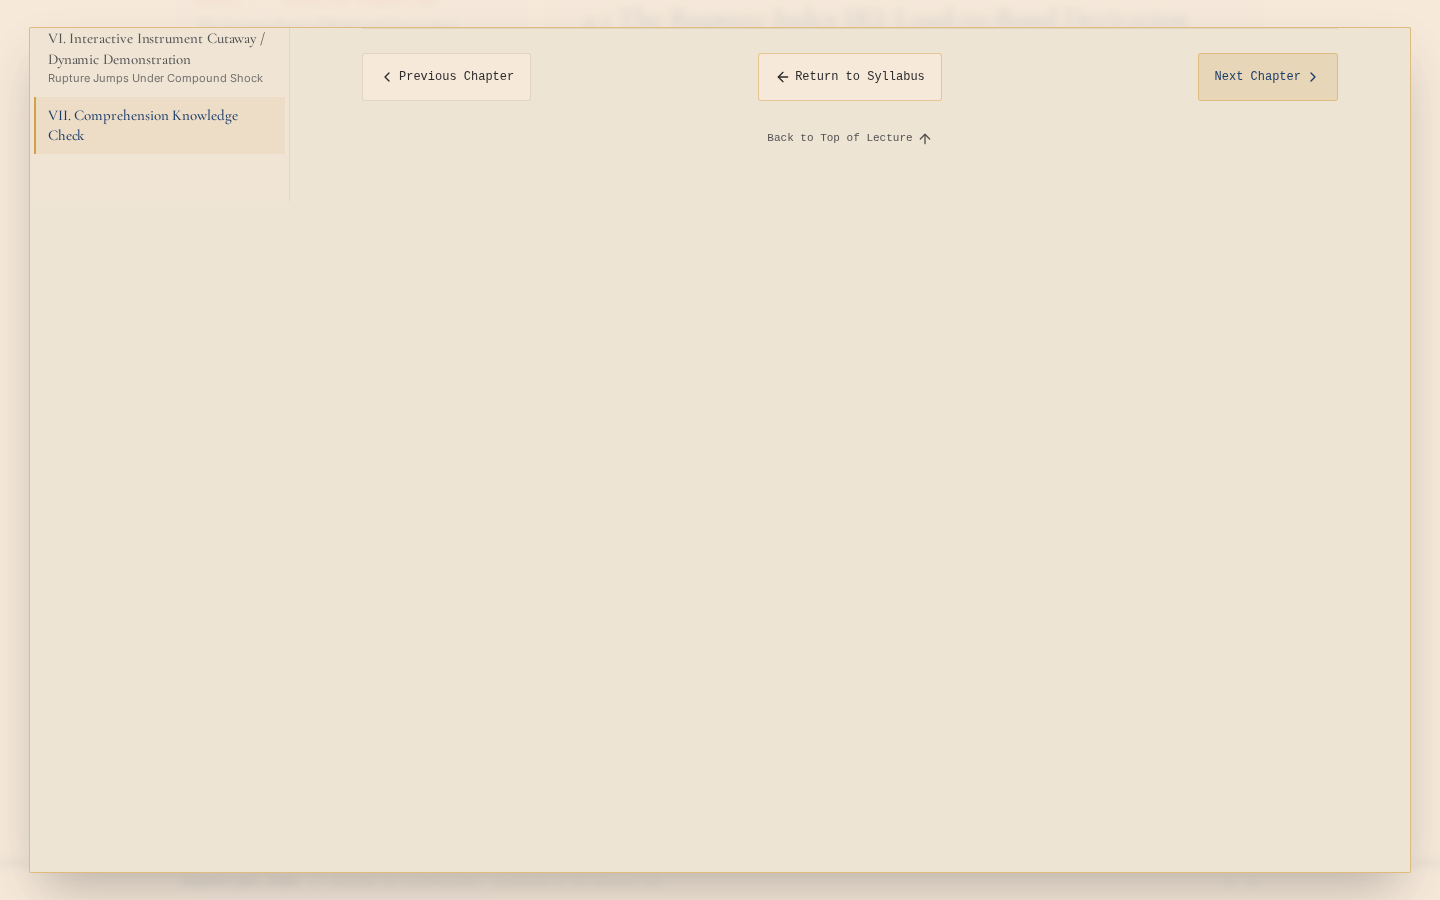 VI. Interactive Instrument Cutaway /
Dynamic Demonstration
Rupture Jumps Under Compound Shock
VII. Comprehension Knowledge
Check
Previous Chapter
Return to Syllabus
Next Chapter
Back to Top of Lecture